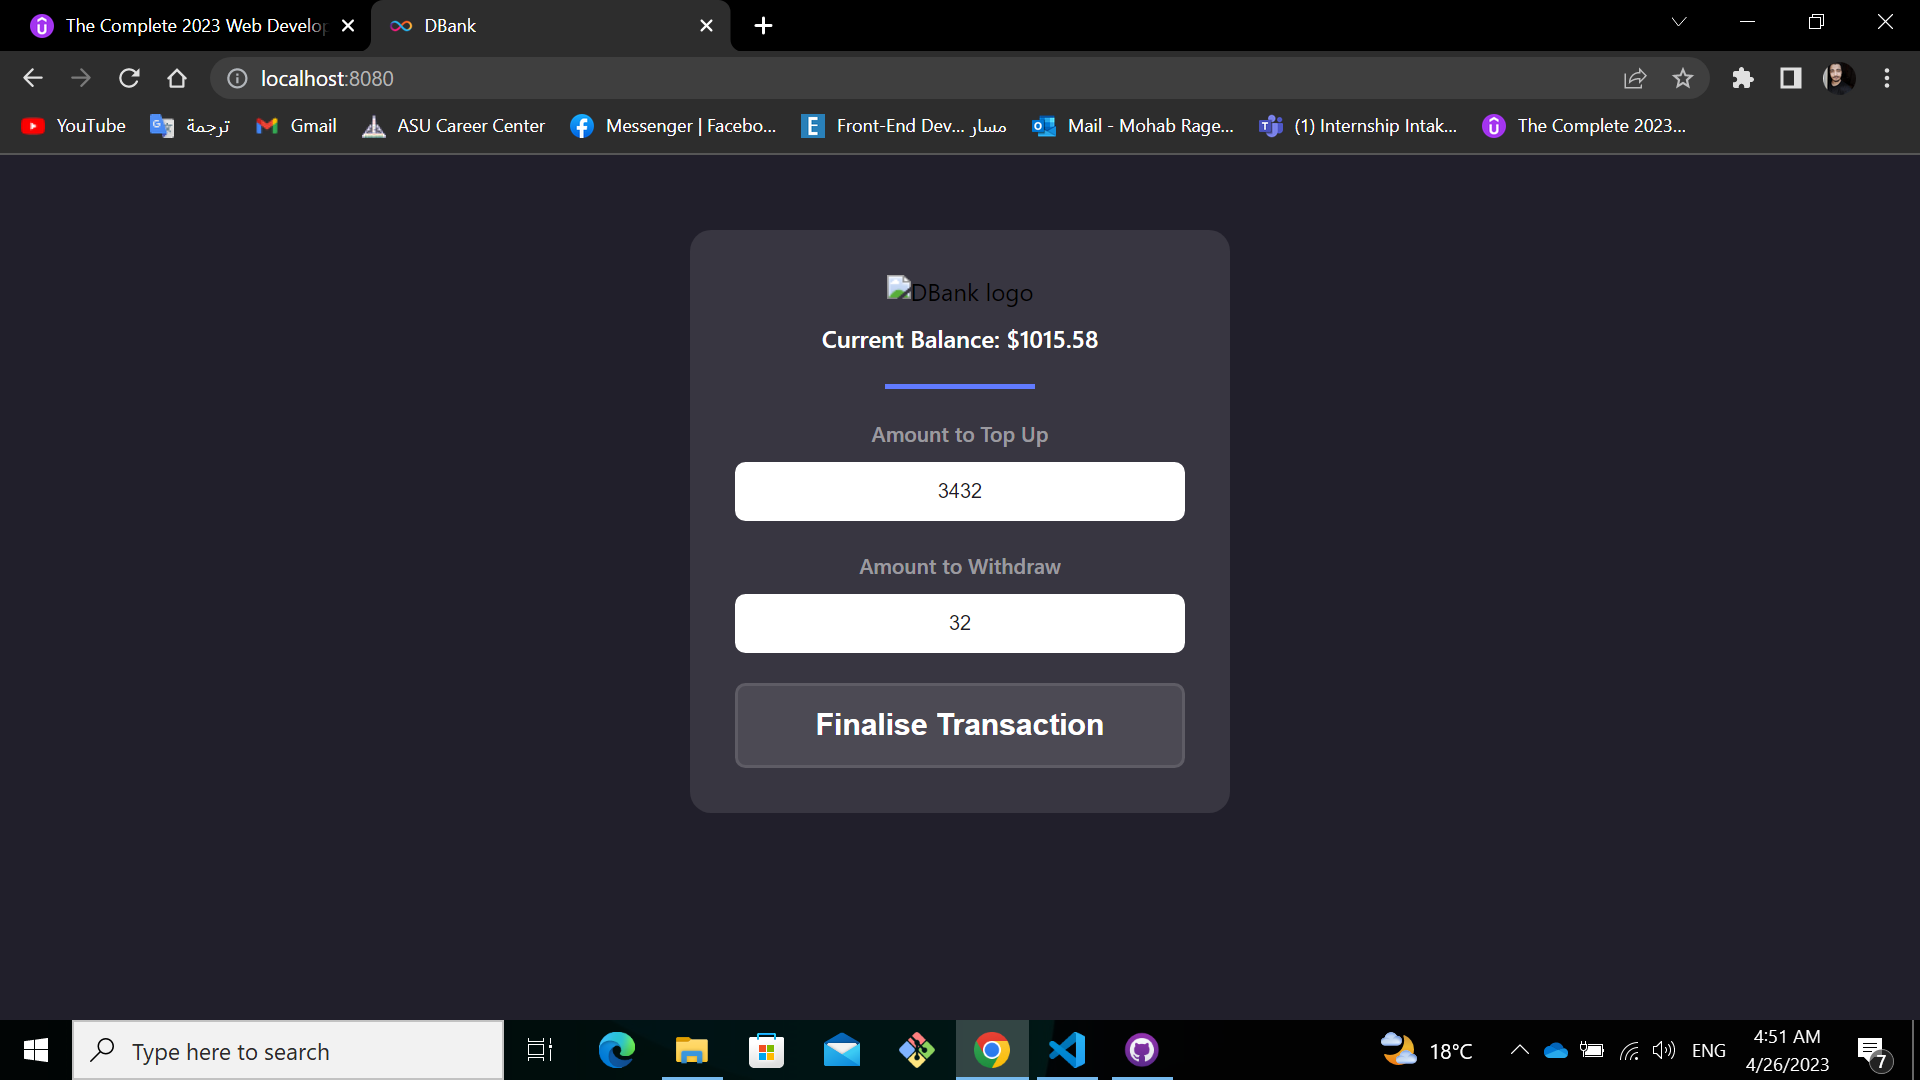 The Complete 2023 Web Develop
DBank
localhost:8080
YouTube
ترجمة
Gmail
ASU Career Center
Messenger | Facebo...
مسار ...Front-End Dev
Mail - Mohab Rage...
(1) Internship Intak...
The Complete 2023...
DBank logo
Current Balance: $1015.58
Amount to Top Up
3432
Amount to Withdraw
32
Finalise Transaction
Type here to search
18°C
ENG
4:51 AM
4/26/2023
7